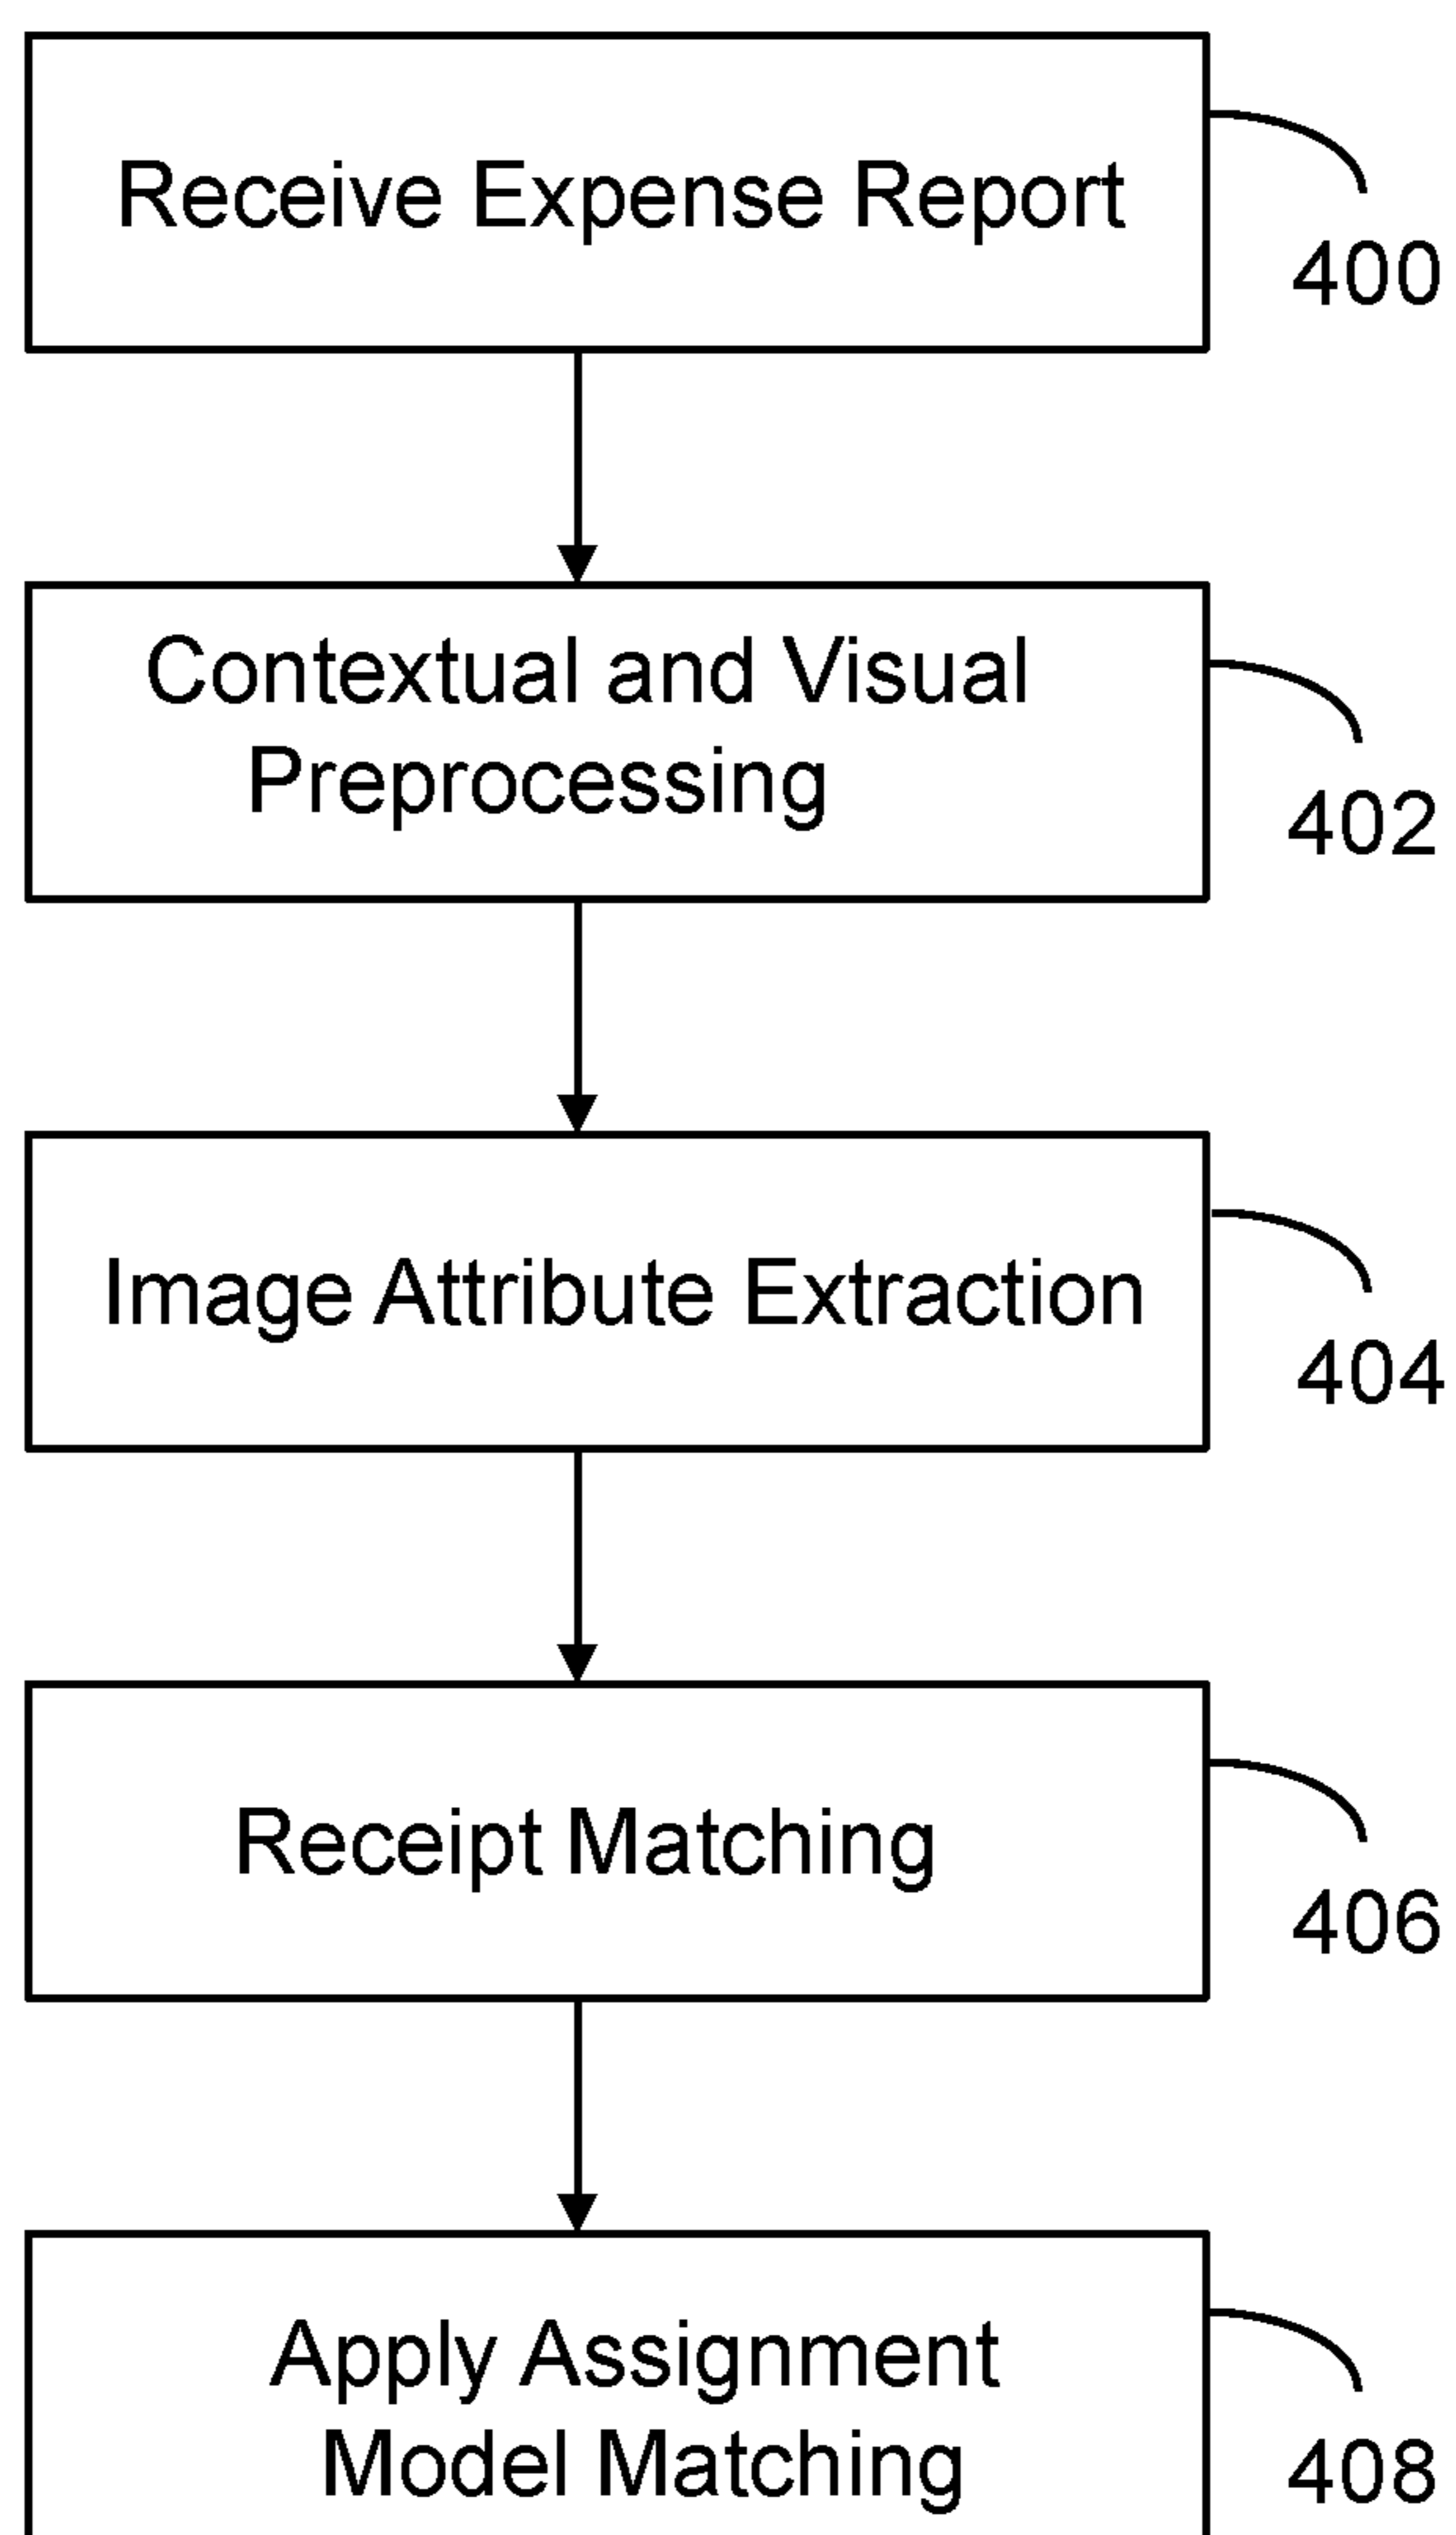 Receive Expense Report
400
Contextual and Visual
Preprocessing
402
Image Attribute Extraction
404
Receipt Matching
406
Apply Assignment
Model Matching
408